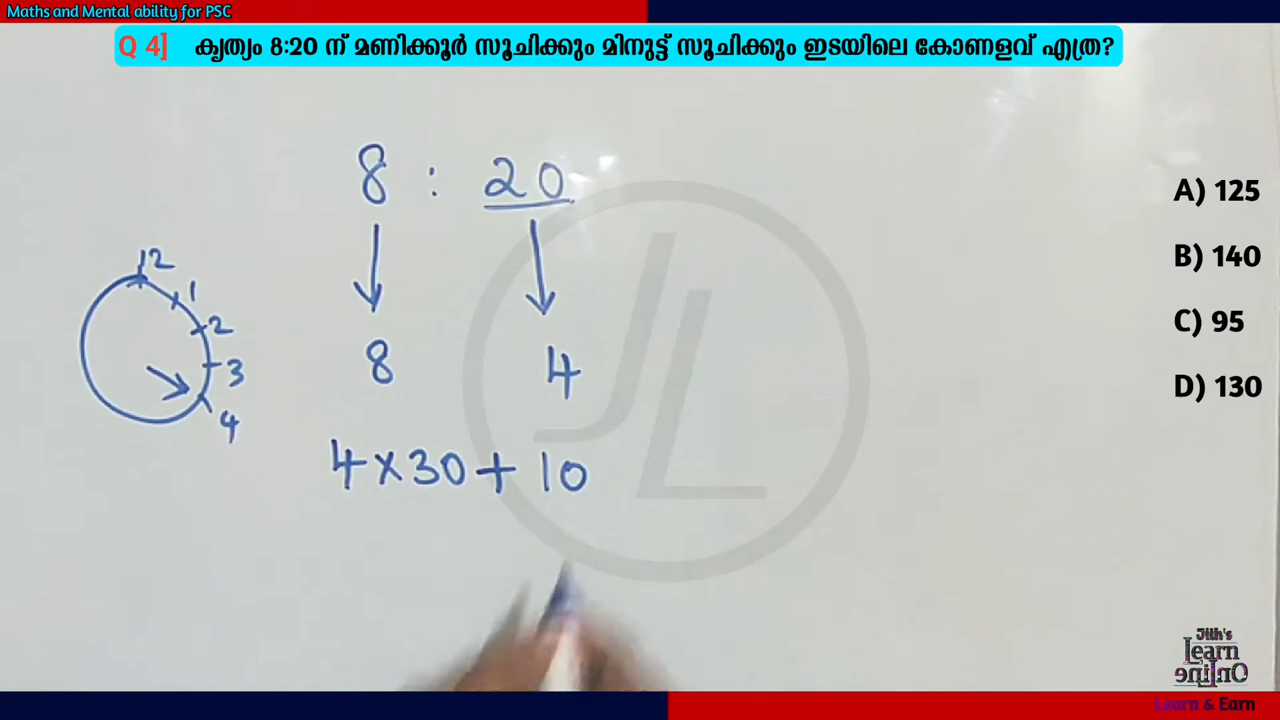 Maths and Mental ability for PSC
Q 4] കൃത്യം 8:20 ന് മണിക്കൂർ സൂചിക്കും മിനുട്ട് സൂചിക്കും ഇടയിലെ കോണളവ് എത്ര?
8 : 20
12
1
2
3
4
8 4
4×30+10
A) 125
B) 140
C) 95
D) 130
JL
Jith's
Learn
Online
Learn & Earn